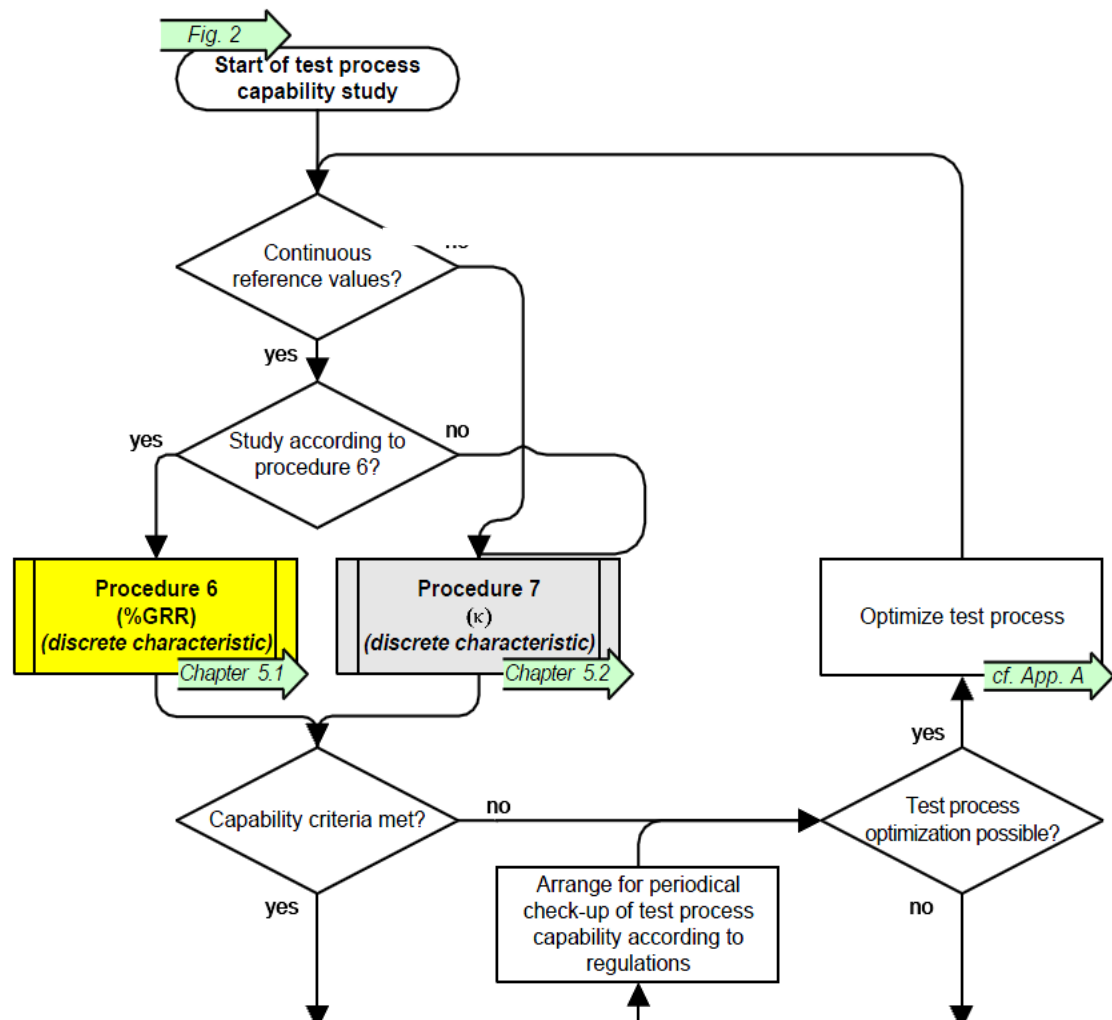 Fig. 2
Start of test process
capability study
Continuous
reference values?
yes
yes
Study according to
procedure 6?
no
Procedure 6
(%GRR)
(discrete characteristic)
Chapter 5.1
Procedure 7
(κ)
(discrete characteristic)
Chapter 5.2
Optimize test process
cf. App. A
yes
Capability criteria met?
no
Test process
optimization possible?
yes
Arrange for periodical
check-up of test process
capability according to
regulations
no